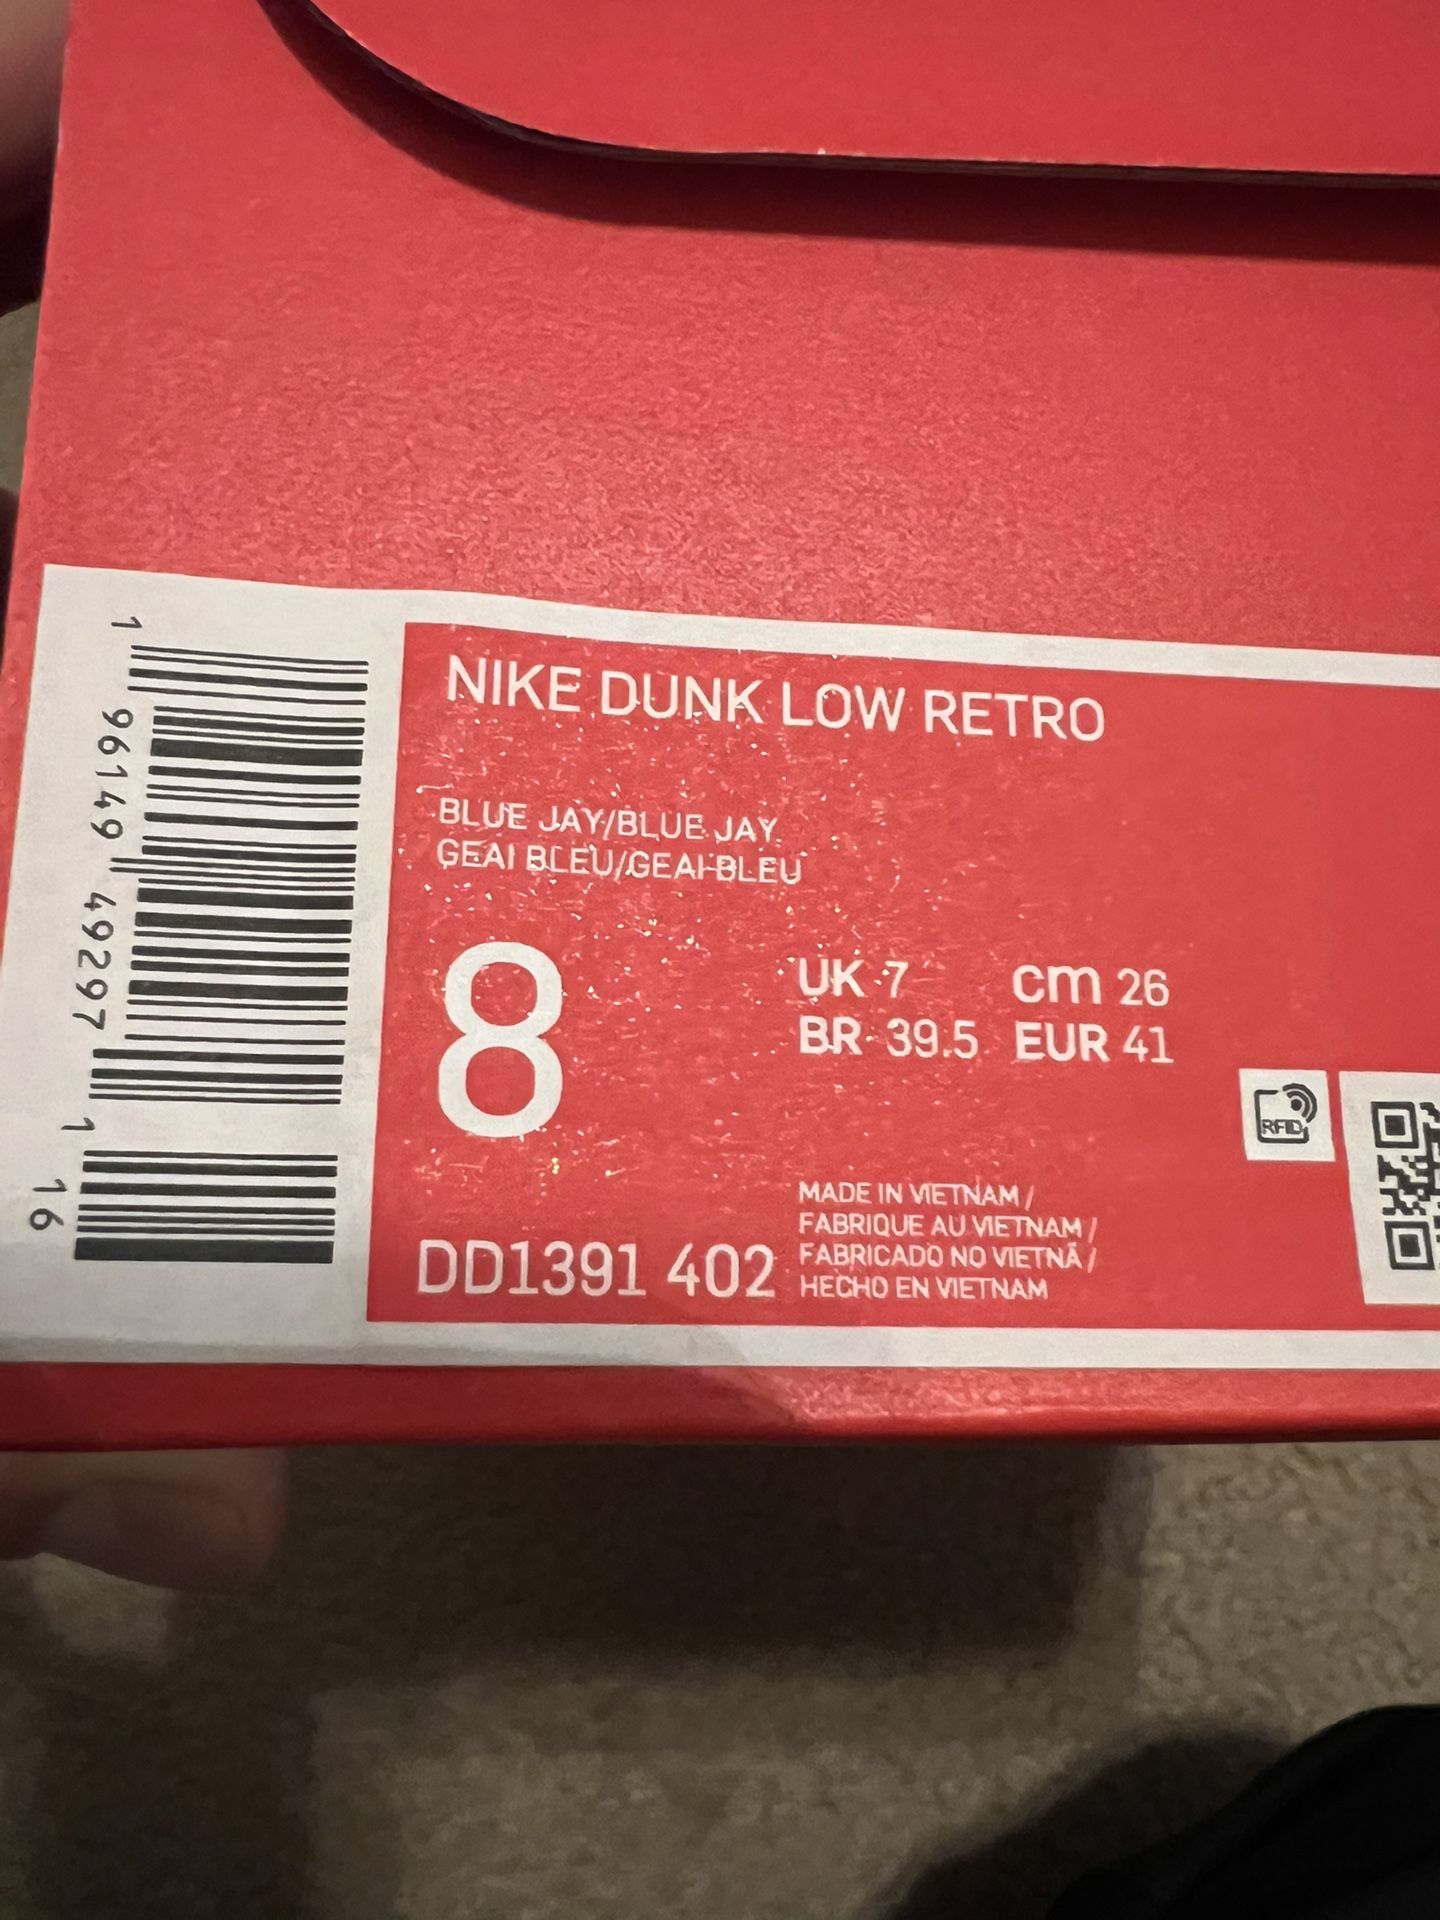 NIKE DUNK LOW RETRO
BLUE JAY/BLUE JAY
GEAI BLEU/GEAI BLEU
8
UK 7 cm 26
BR 39.5 EUR 41
RFID
MADE IN VIETNAM /
FABRIQUE AU VIETNAM /
FABRICADO NO VIETNÃ /
HECHO EN VIETNAM
DD1391 402
1 96149 49297 1
16